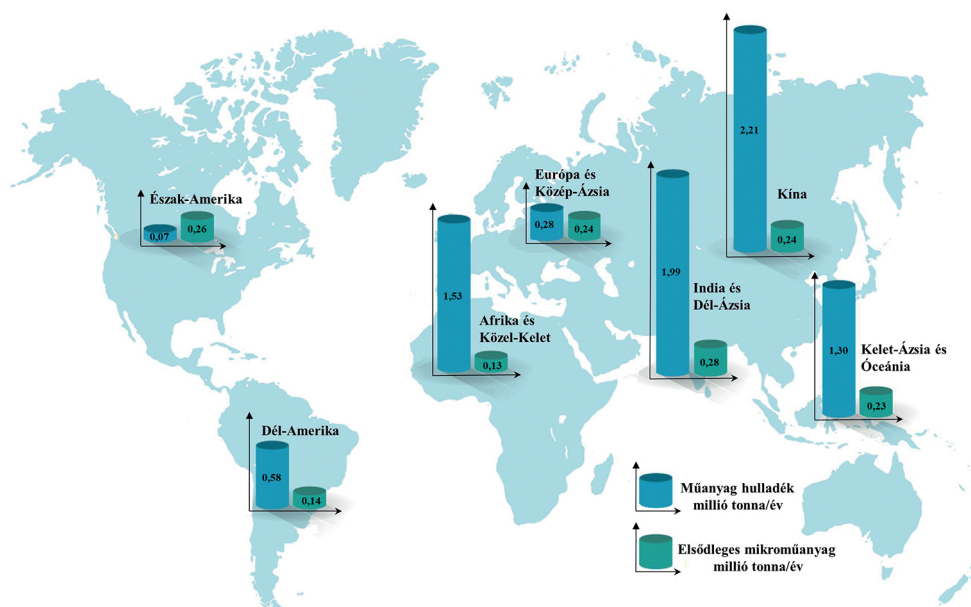 Észak-Amerika
0,07
0,26
Európa és
Közép-Ázsia
0,28
0,24
Kína
2,21
0,24
Afrika és
Közel-Kelet
1,53
0,13
India és
Dél-Ázsia
1,99
0,28
Kelet-Ázsia és
Óceánia
1,30
0,23
Dél-Amerika
0,58
0,14
Műanyag hulladék
millió tonna/év
Elsődleges mikroműanyag
millió tonna/év